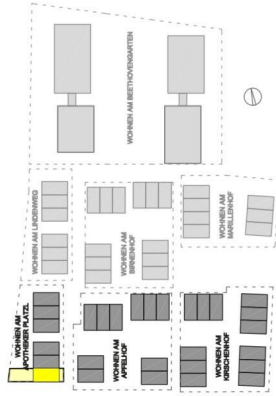 WOHNEN AM BEETHOVENGARTEN
WOHNEN AM LINDENWEG
WOHNEN AM
BIRNENHOF
WOHNEN AM
MARILLENHOF
WOHNEN AM
APOTHEKER PLATZL
WOHNEN AM
APFELHOF
WOHNEN AM
KIRSCHENHOF